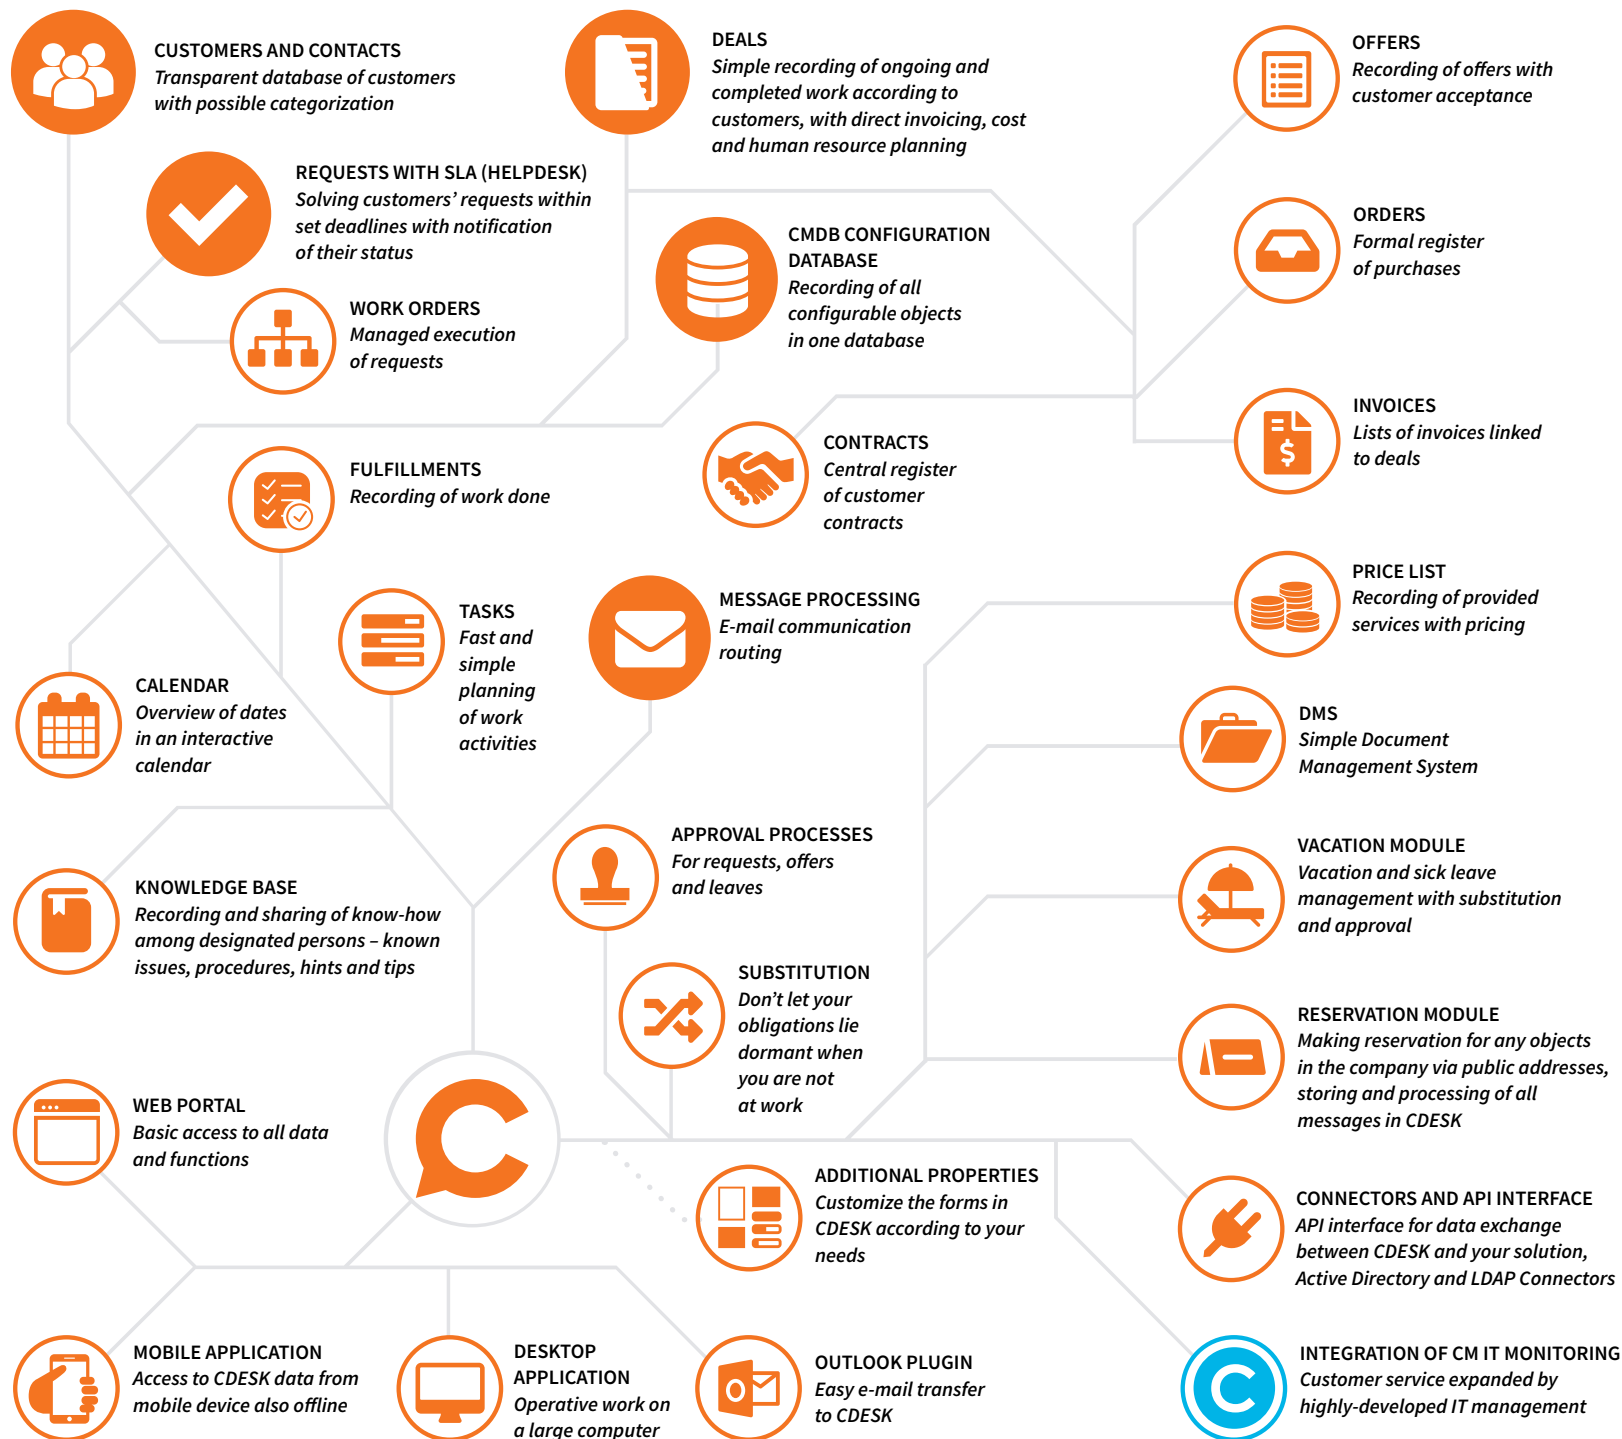 CUSTOMERS AND CONTACTS
Transparent database of customers
with possible categorization
DEALS
Simple recording of ongoing and
completed work according to
customers, with direct invoicing, cost
and human resource planning
OFFERS
Recording of offers with
customer acceptance
REQUESTS WITH SLA (HELPDESK)
Solving customers' requests within
set deadlines with notification
of their status
CMDB CONFIGURATION
DATABASE
Recording of all
configurable objects
in one database
ORDERS
Formal register
of purchases
WORK ORDERS
Managed execution
of requests
INVOICES
Lists of invoices linked
to deals
CONTRACTS
Central register
of customer
contracts
FULFILLMENTS
Recording of work done
PRICE LIST
Recording of provided
services with pricing
TASKS
Fast and
simple
planning
of work
activities
MESSAGE PROCESSING
E-mail communication
routing
CALENDAR
Overview of dates
in an interactive
calendar
DMS
Simple Document
Management System
APPROVAL PROCESSES
For requests, offers
and leaves
VACATION MODULE
Vacation and sick leave
management with substitution
and approval
KNOWLEDGE BASE
Recording and sharing of know-how
among designated persons – known
issues, procedures, hints and tips
SUBSTITUTION
Don't let your
obligations lie
dormant when
you are not
at work
RESERVATION MODULE
Making reservation for any objects
in the company via public addresses,
storing and processing of all
messages in CDESK
WEB PORTAL
Basic access to all data
and functions
ADDITIONAL PROPERTIES
Customize the forms in
CDESK according to your
needs
CONNECTORS AND API INTERFACE
API interface for data exchange
between CDESK and your solution,
Active Directory and LDAP Connectors
MOBILE APPLICATION
Access to CDESK data from
mobile device also offline
DESKTOP
APPLICATION
Operative work on
a large computer
OUTLOOK PLUGIN
Easy e-mail transfer
to CDESK
INTEGRATION OF CM IT MONITORING
Customer service expanded by
highly-developed IT management